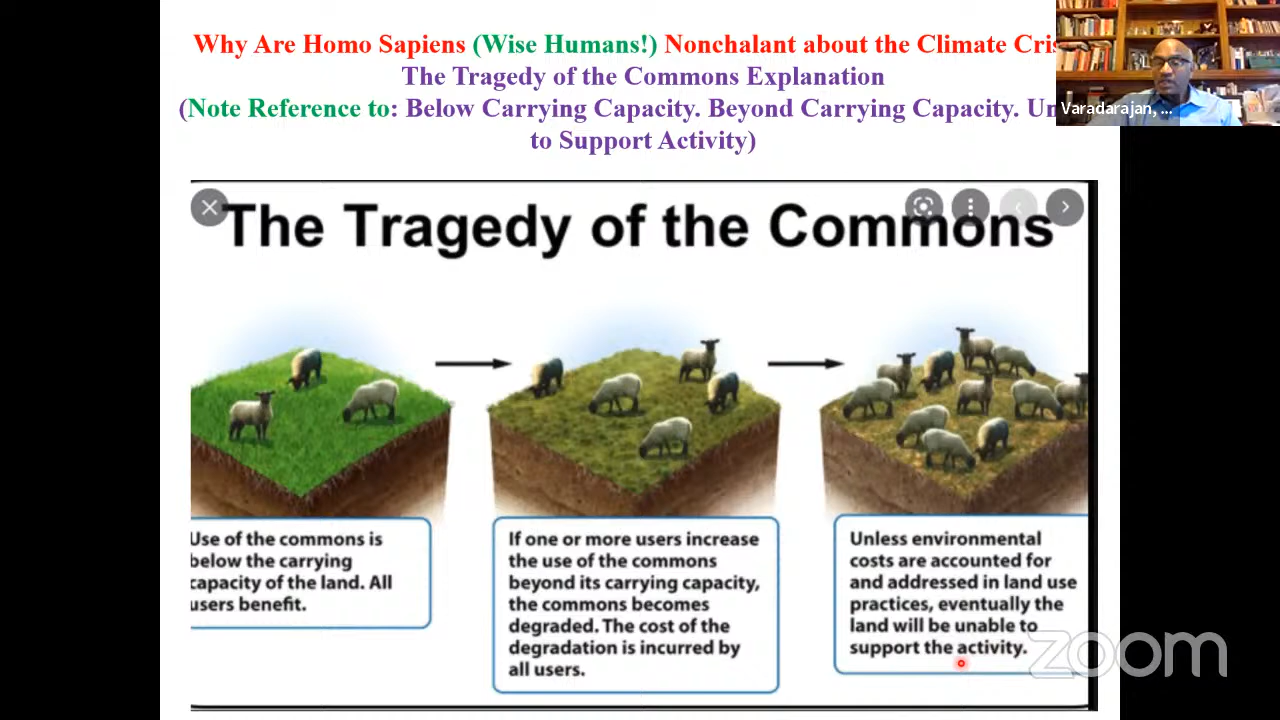 Why Are Homo Sapiens (Wise Humans!) Nonchalant about the Climate
The Tragedy of the Commons Explanation
(Note Reference to: Below Carrying Capacity. Beyond Carrying Capacity.
to Support Activity)
Varadarajan, ...
The Tragedy of the Commons
Use of the commons is
below the carrying
capacity of the land. All
users benefit.
If one or more users increase
the use of the commons
beyond its carrying capacity,
the commons becomes
degraded. The cost of the
degradation is incurred by
all users.
Unless environmental
costs are accounted for
and addressed in land use
practices, eventually the
land will be unable to
support the activity.
zoom